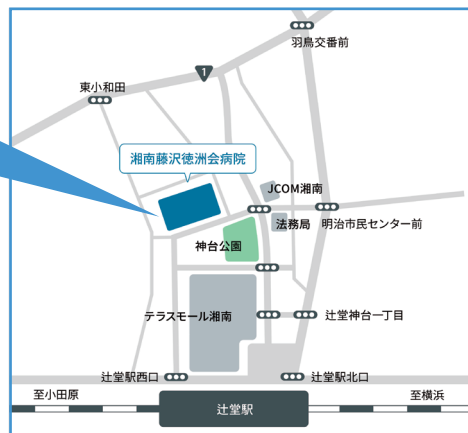 羽鳥交番前
1
東小和田
湘南藤沢徳洲会病院
JCOM湘南
法務局
明治市民センター前
神台公園
テラスモール湘南
辻堂神台一丁目
辻堂駅西口
辻堂駅北口
至小田原
辻堂駅
至横浜